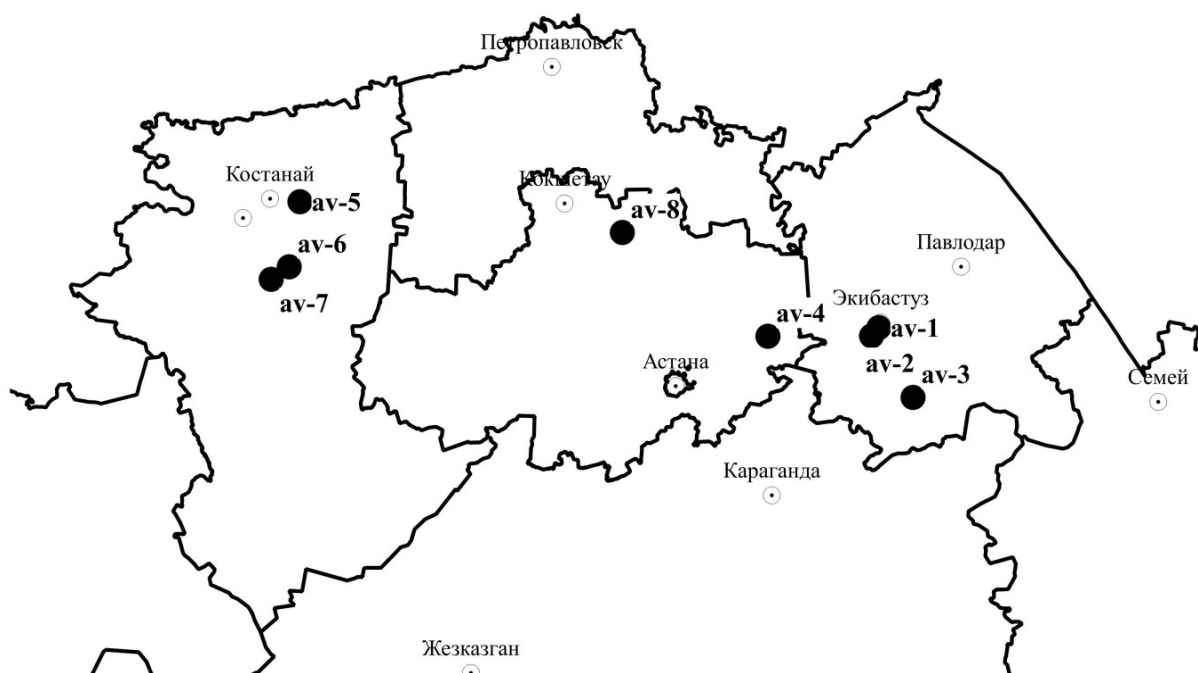 Петропавловск
Костанай
Кокшетау
av-5
av-8
av-6
Павлодар
av-7
Экибастуз
av-4
av-1
Астана
av-2
av-3
Семей
Караганда
Жезказган